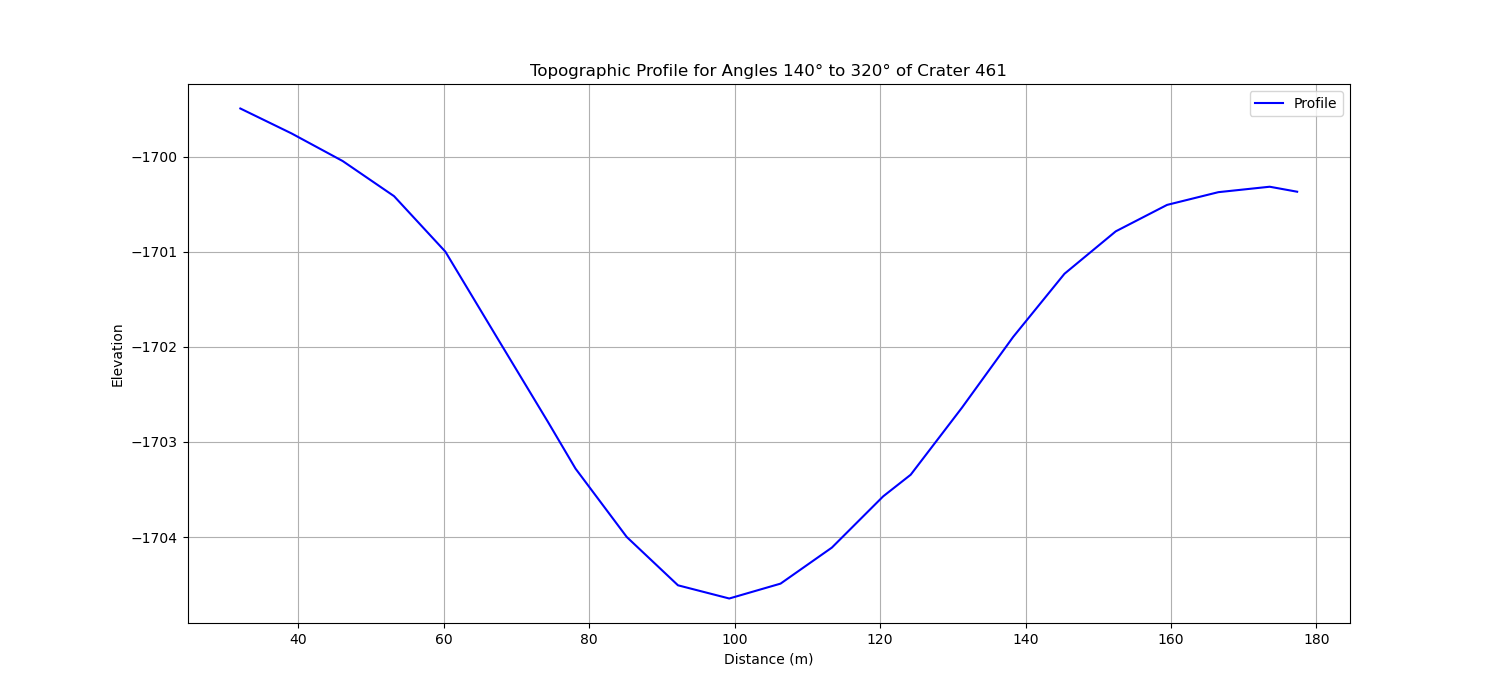 Topographic Profile for Angles 140° to 320° of Crater 461
Profile
−1700
−1701
−1702
−1703
−1704
Elevation
40 60 80 100 120 140 160 180
Distance (m)